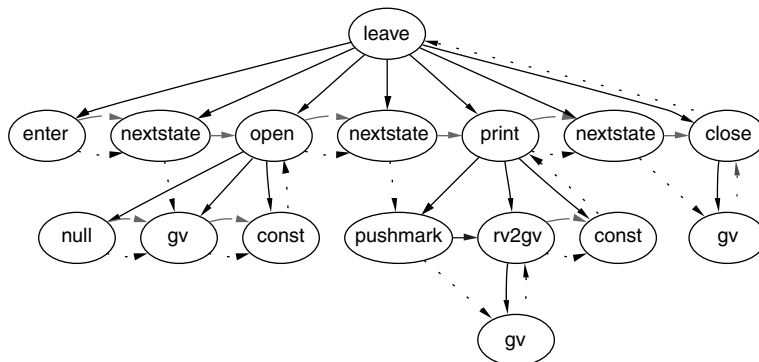 leave
enter nextstate open nextstate print nextstate close
null gv const pushmark rv2gv const gv
gv